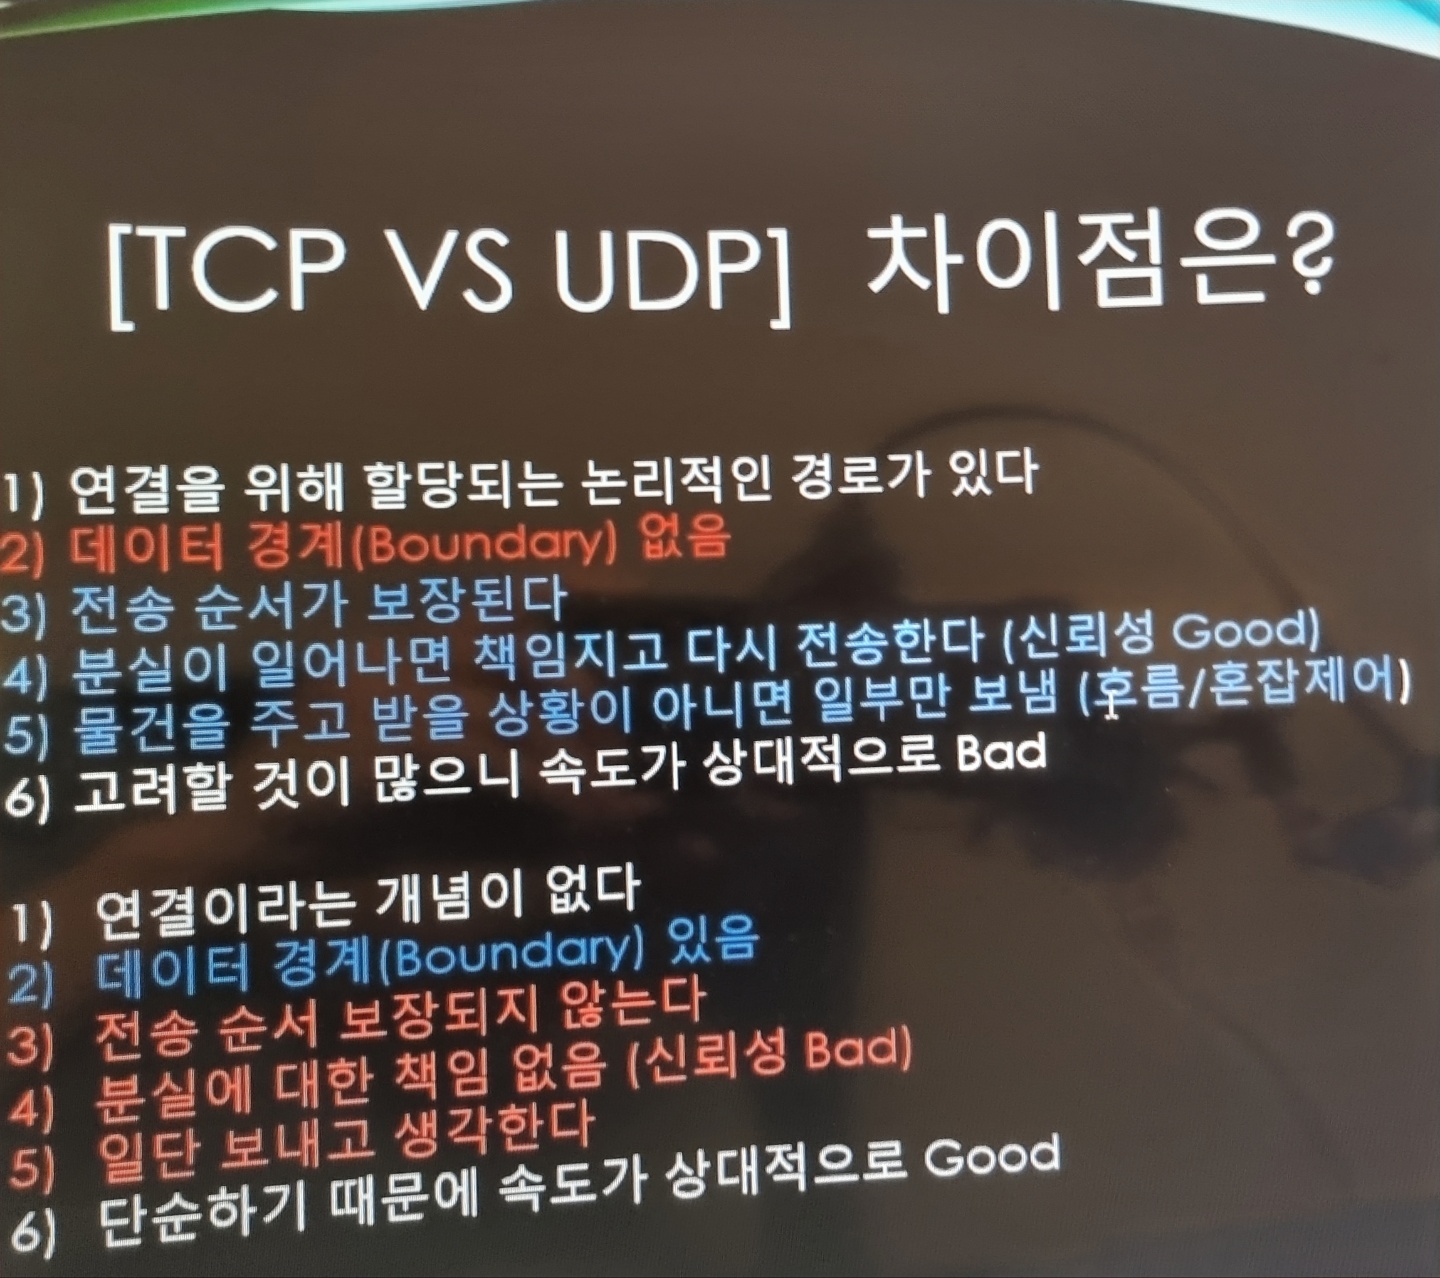 [TCP VS UDP] 차이점은?
1) 연결을 위해 할당되는 논리적인 경로가 있다
2) 데이터 경계(Boundary) 없음
3) 전송 순서가 보장된다
4) 분실이 일어나면 책임지고 다시 전송한다 (신뢰성 Good)
5) 물건을 주고 받을 상황이 아니면 일부만 보냄 (흐름/혼잡제어)
6) 고려할 것이 많으니 속도가 상대적으로 Bad
1) 연결이라는 개념이 없다
2) 데이터 경계(Boundary) 있음
3) 전송 순서 보장되지 않는다
4) 분실에 대한 책임 없음 (신뢰성 Bad)
5) 일단 보내고 생각한다
6) 단순하기 때문에 속도가 상대적으로 Good